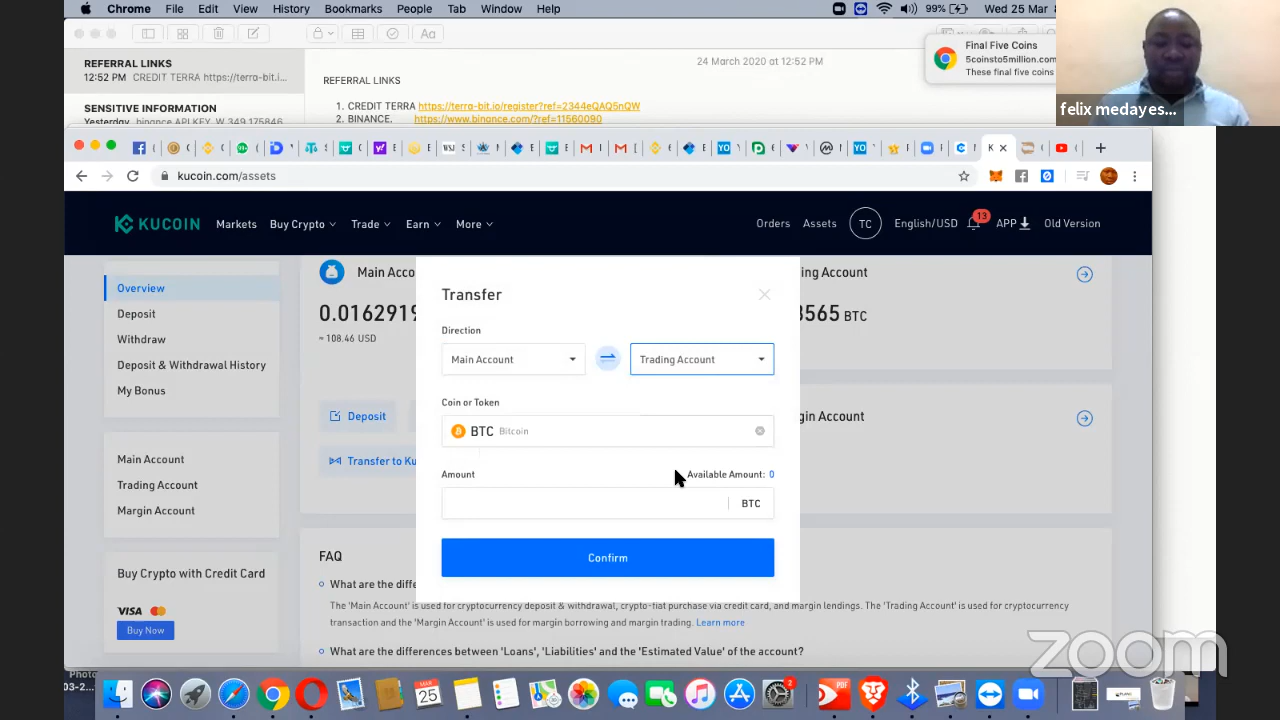 Chrome File Edit View History Bookmarks People Tab Window Help
99% Wed 25 Mar
REFERRAL LINKS
12:52 PM CREDIT TERRA https://terra-bit.i...
SENSITIVE INFORMATION
Yesterday binance API KEY. W 349 175846
24 March 2020 at 12:52 PM
REFERRAL LINKS
1. CREDIT TERRA https://terra-bit.io/register?ref=2344eQAQ5nQW
2. BINANCE. https://www.binance.com/?ref=11560090
Final Five Coins
5coinsto5million.com
These final five coins
felix medayes...
kucoin.com/assets
KUCOIN Markets Buy Crypto Trade Earn More
Orders Assets TC English/USD 13 APP Old Version
Overview
Deposit
Withdraw
Deposit & Withdrawal History
My Bonus
Main Account
Trading Account
Margin Account
Buy Crypto with Credit Card
VISA
Buy Now
Main Acco
0.0162919
≈ 108.46 USD
Deposit
Transfer to Ku
ing Account
3565 BTC
gin Account
Transfer
Direction
Main Account
Trading Account
Coin or Token
BTC Bitcoin
Amount
Available Amount: 0
BTC
Confirm
FAQ
What are the diffe
The 'Main Account' is used for cryptocurrency deposit & withdrawal, crypto-fiat purchase via credit card, and margin lendings. The 'Trading Account' is used for cryptocurrency
transaction and the 'Margin Account' is used for margin borrowing and margin trading. Learn more
What are the differences between 'Loans', 'Liabilities' and the 'Estimated Value' of the account?
zoom
Photo
03-2...
MAR
25
2
PDF